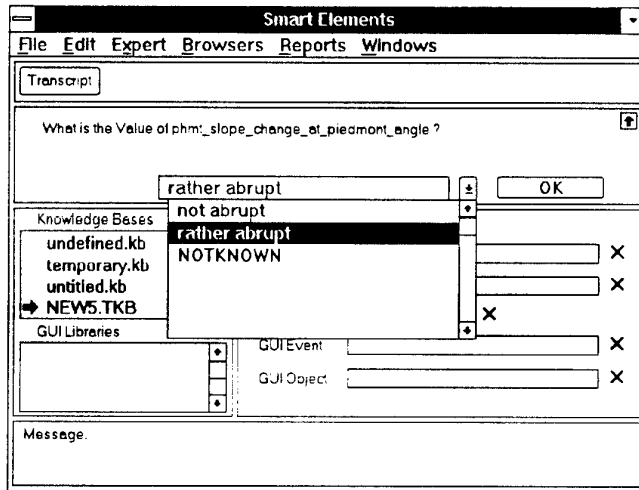 Smart Elements
File Edit Expert Browsers Reports Windows
Transcript
What is the Value of phmt_slope_change_at_piedmont_angle ?
rather abrupt
OK
not abrupt
rather abrupt
NOTKNOWN
Knowledge Bases
undefined.kb
temporary.kb
untitled.kb
NEW5.TKB
GUI Libraries
GUI Event
GUI Object
Message.